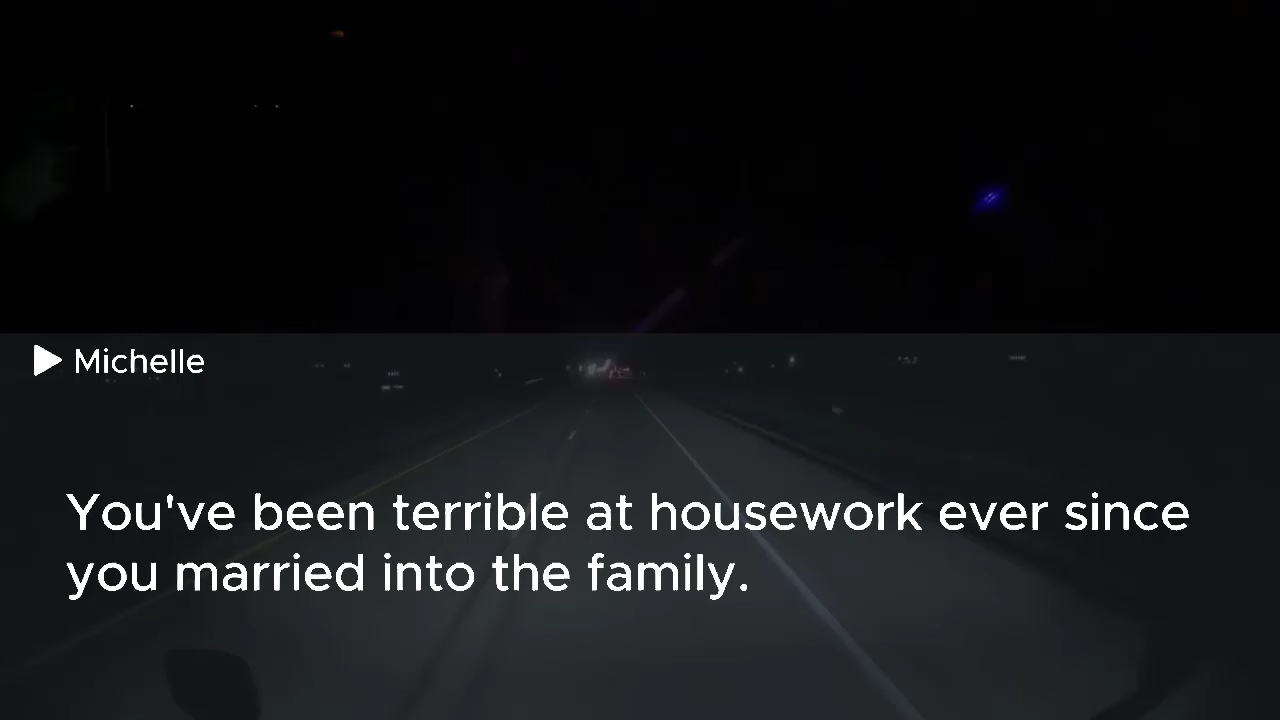 Michelle
You've been terrible at housework ever since
you married into the family.